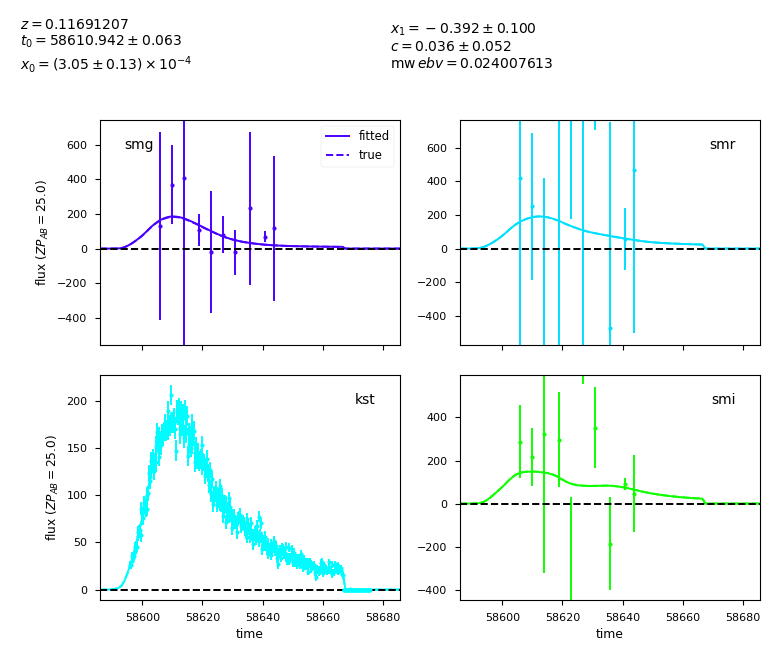 z = 0.11691207
t₀ = 58610.942 ± 0.063
x₀ = (3.05 ± 0.13) × 10⁻⁴
x₁ = −0.392 ± 0.100
c = 0.036 ± 0.052
mw ebv = 0.024007613
smg
fitted
true
600
400
200
0
−200
−400
flux (ZP_AB = 25.0)
smr
600
400
200
0
−200
−400
kst
200
150
100
50
0
flux (ZP_AB = 25.0)
58600 58620 58640 58660 58680
time
smi
400
200
0
−200
−400
58600 58620 58640 58660 58680
time